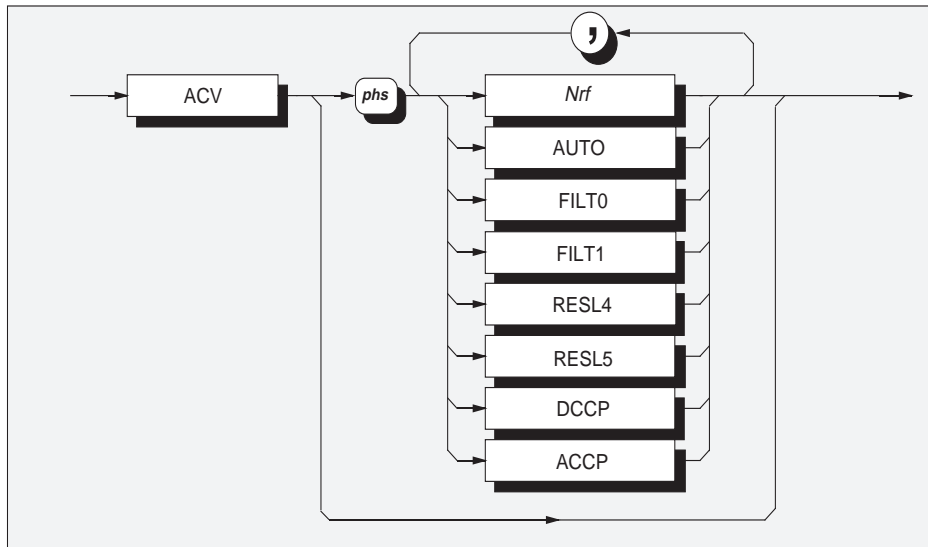 ,
ACV
phs
Nrf
AUTO
FILT0
FILT1
RESL4
RESL5
DCCP
ACCP